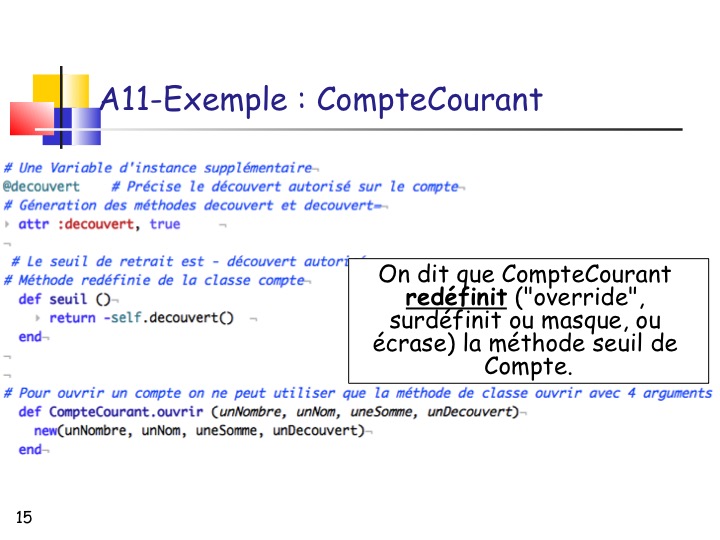 A11-Exemple : CompteCourant
# Une Variable d'instance supplémentaire¬
@decouvert    # Précise le découvert autorisé sur le compte¬
# Géneration des méthodes decouvert et decouvert=¬
attr :decouvert, true    ¬
¬
# Le seuil de retrait est - découvert autori
# Méthode redéfinie de la classe compte¬
def seuil ()¬
return -self.decouvert()  ¬
end¬
¬
¬
On dit que CompteCourant
redéfinit ("override",
surdéfinit ou masque, ou
écrase) la méthode seuil de
Compte.
# Pour ouvrir un compte on ne peut utiliser que la méthode de classe ouvrir avec 4 arguments
def CompteCourant.ouvrir (unNombre, unNom, uneSomme, unDecouvert)¬
new(unNombre, unNom, uneSomme, unDecouvert)¬
end¬
15